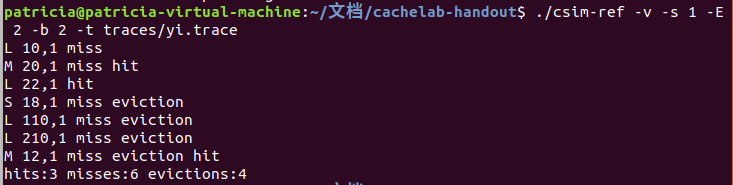 patricia@patricia-virtual-machine:~/文档/cachelab-handout$ ./csim-ref -v -s 1 -E
 2 -b 2 -t traces/yi.trace
L 10,1 miss
M 20,1 miss hit
L 22,1 hit
S 18,1 miss eviction
L 110,1 miss eviction
L 210,1 miss eviction
M 12,1 miss eviction hit
hits:3 misses:6 evictions:4